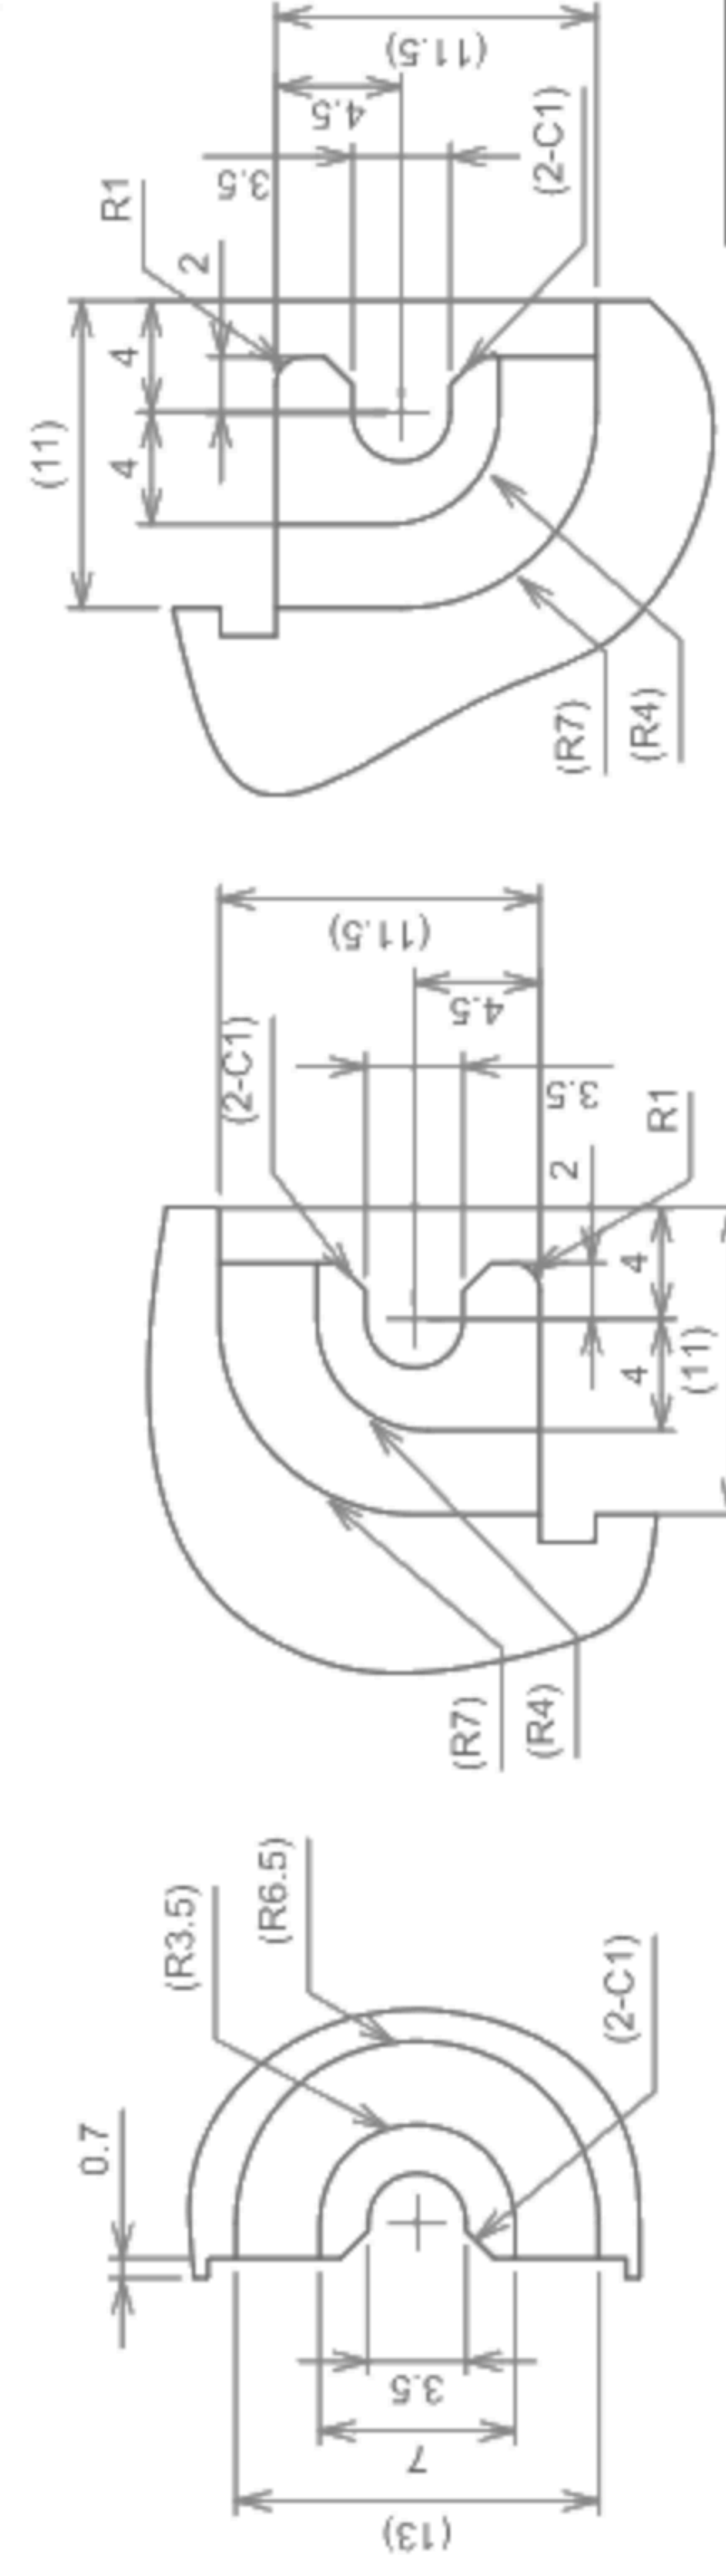 (11.5)
4.5
(2-C1)
3.5
R1
2
4
(11)
4
(R7)
(R4)
(11.5)
4.5
(2-C1)
3.5
R1
2
4
(11)
4
(R7)
(R4)
(R6.5)
(R3.5)
(2-C1)
0.7
3.5
7
(13)